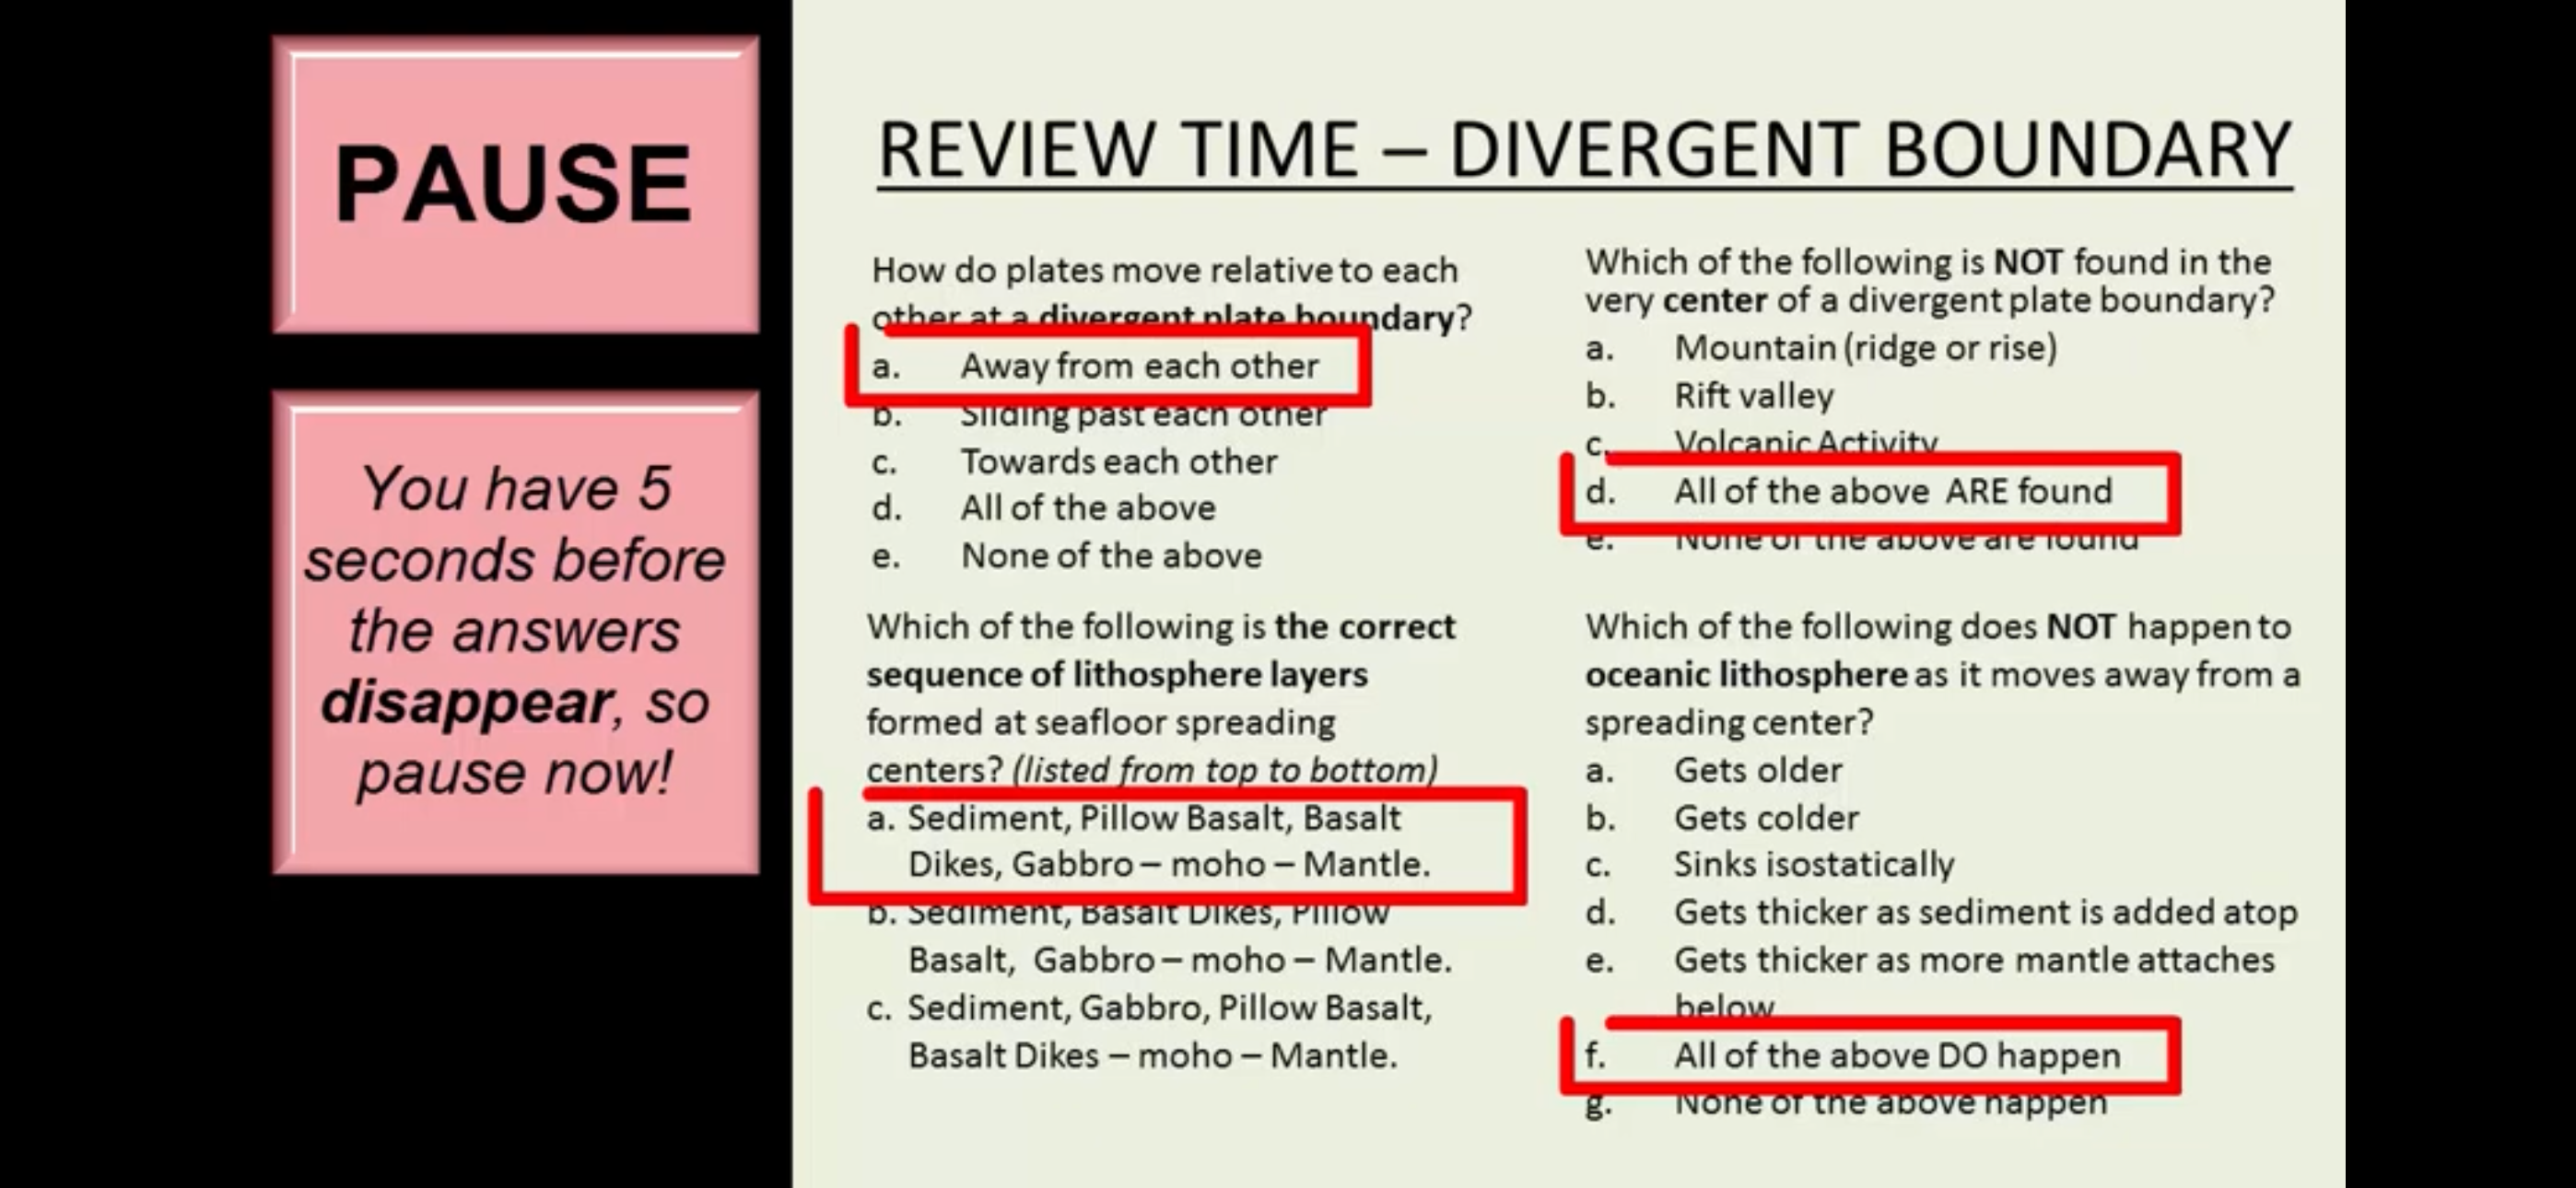 PAUSE
You have 5
seconds before
the answers
disappear, so
pause now!
REVIEW TIME – DIVERGENT BOUNDARY
How do plates move relative to each
other at a divergent plate boundary?
a. Away from each other
b. Sliding past each other
c. Towards each other
d. All of the above
e. None of the above
Which of the following is the correct
sequence of lithosphere layers
formed at seafloor spreading
centers? (listed from top to bottom)
a. Sediment, Pillow Basalt, Basalt
Dikes, Gabbro – moho – Mantle.
b. Sediment, Basalt Dikes, Pillow
Basalt, Gabbro – moho – Mantle.
c. Sediment, Gabbro, Pillow Basalt,
Basalt Dikes – moho – Mantle.
Which of the following is NOT found in the
very center of a divergent plate boundary?
a. Mountain (ridge or rise)
b. Rift valley
c. Volcanic Activity
d. All of the above ARE found
e. None of the above are found
Which of the following does NOT happen to
oceanic lithosphere as it moves away from a
spreading center?
a. Gets older
b. Gets colder
c. Sinks isostatically
d. Gets thicker as sediment is added atop
e. Gets thicker as more mantle attaches
below
f. All of the above DO happen
g. None of the above happen